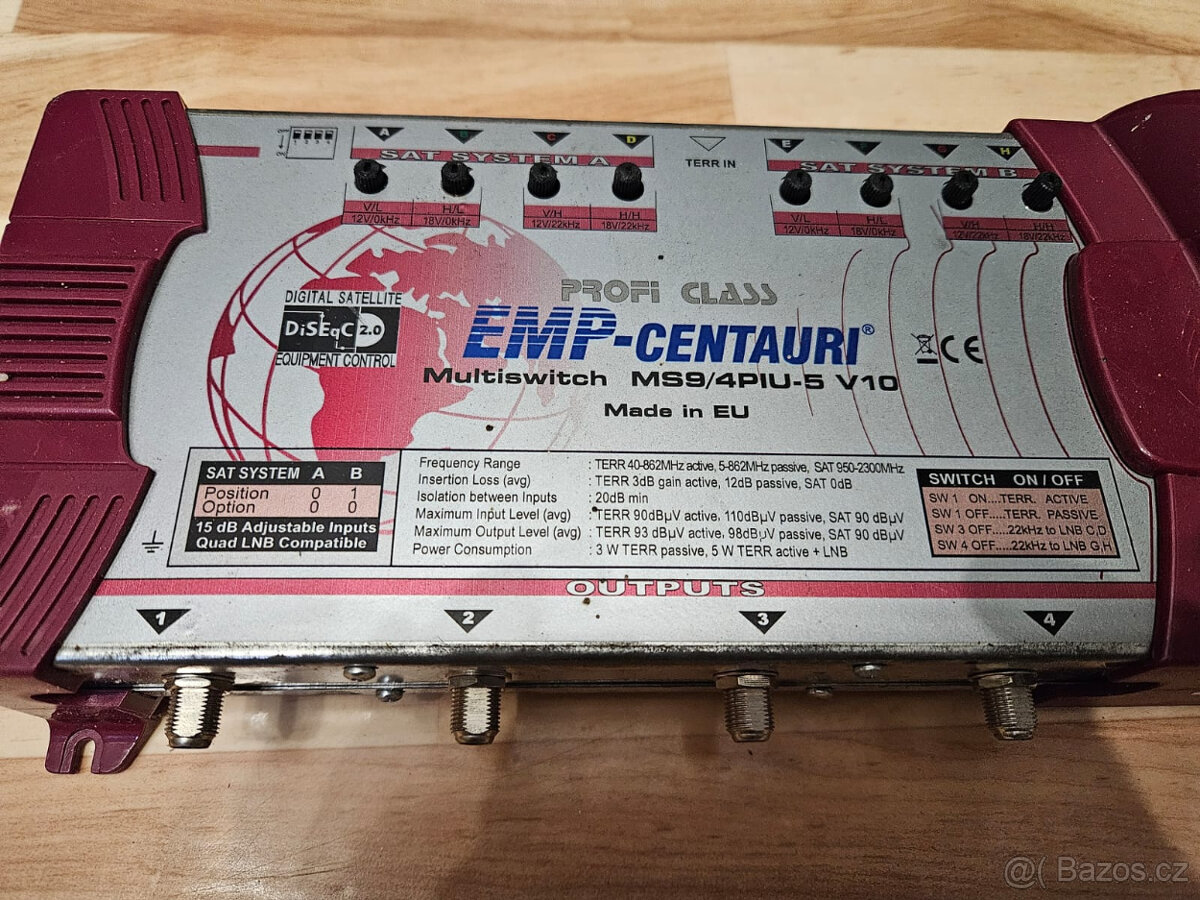 ON
1 2 3 4
A B C D
SAT SYSTEM A
TERR IN
E F G H
SAT SYSTEM B
V/L H/L V/H H/H
12V/0kHz 18V/0kHz 12V/22kHz 18V/22kHz
V/L H/L V/H H/H
12V/0kHz 18V/0kHz 12V/22kHz 18V/22kHz
PROFI CLASS
EMP-CENTAURI®
Multiswitch MS9/4PIU-5 V10
Made in EU
CE
DIGITAL SATELLITE
DiSEqC 2.0
EQUIPMENT CONTROL
SAT SYSTEM A B
Position 0 1
Option 0 0
15 dB Adjustable Inputs
Quad LNB Compatible
Frequency Range : TERR 40-862MHz active, 5-862MHz passive, SAT 950-2300MHz
Insertion Loss (avg) : TERR 3dB gain active, 12dB passive, SAT 0dB
Isolation between Inputs : 20dB min
Maximum Input Level (avg) : TERR 90dBµV active, 110dBµV passive, SAT 90 dBµV
Maximum Output Level (avg) : TERR 93 dBµV active, 98dBµV passive, SAT 90 dBµV
Power Consumption : 3 W TERR passive, 5 W TERR active + LNB
SWITCH ON / OFF
SW 1 ON....TERR. ACTIVE
SW 1 OFF....TERR. PASSIVE
SW 3 OFF....22kHz to LNB C,D
SW 4 OFF....22kHz to LNB G,H
OUTPUTS
1 2 3 4
@( Bazos.cz